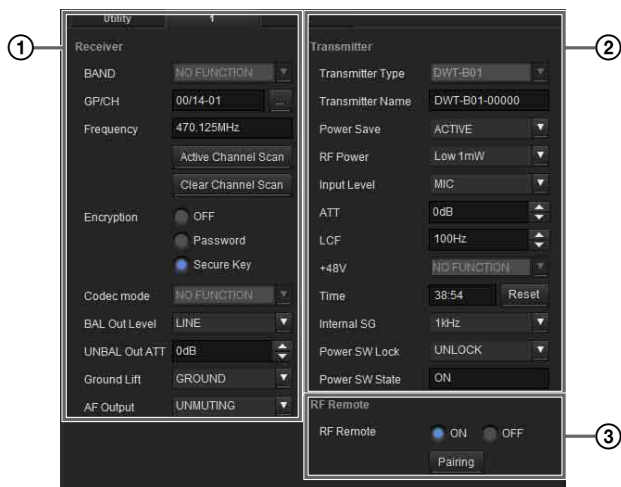 Utility 1
① ② ③
Receiver
BAND NO FUNCTION
GP/CH 00/14-01 ...
Frequency 470.125MHz
Active Channel Scan
Clear Channel Scan
Encryption OFF
Password
Secure Key
Codec mode NO FUNCTION
BAL Out Level LINE
UNBAL Out ATT 0dB
Ground Lift GROUND
AF Output UNMUTING
Transmitter
Transmitter Type DWT-B01
Transmitter Name DWT-B01-00000
Power Save ACTIVE
RF Power Low 1mW
Input Level MIC
ATT 0dB
LCF 100Hz
+48V NO FUNCTION
Time 38:54 Reset
Internal SG 1kHz
Power SW Lock UNLOCK
Power SW State ON
RF Remote
RF Remote ON OFF
Pairing